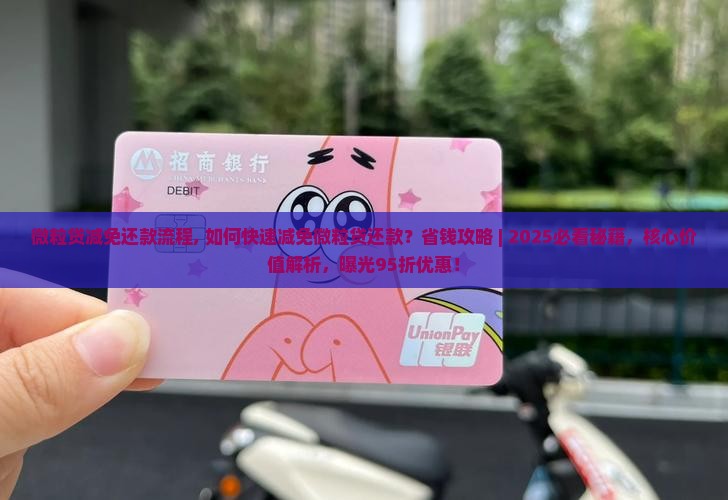 招商银行
CHINA MERCHANTS BANK
DEBIT
微粒贷减免还款流程, 如何快速减免微粒贷还款？省钱攻略 | 2025必看秘籍，核心价
值解析，曝光95折优惠！
UnionPay
银联